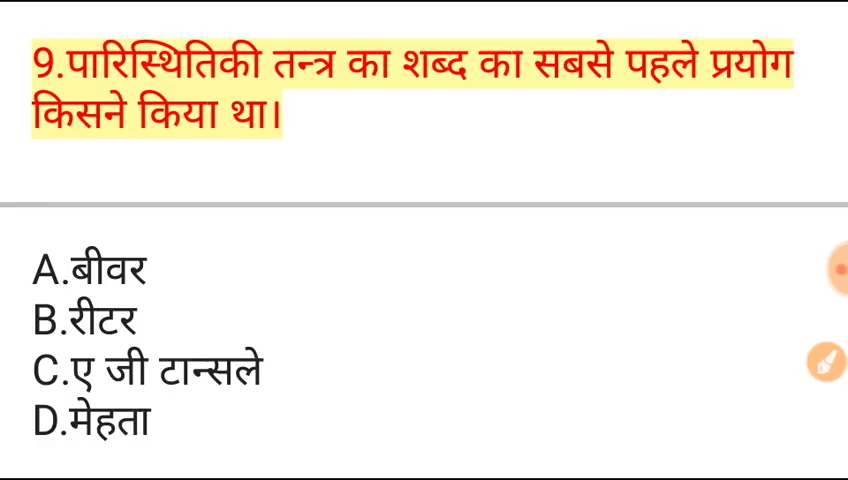 9.पारिस्थितिकी तन्त्र का शब्द का सबसे पहले प्रयोग
किसने किया था।
A.बीवर
B.रीटर
C.ए जी टान्सले
D.मेहता